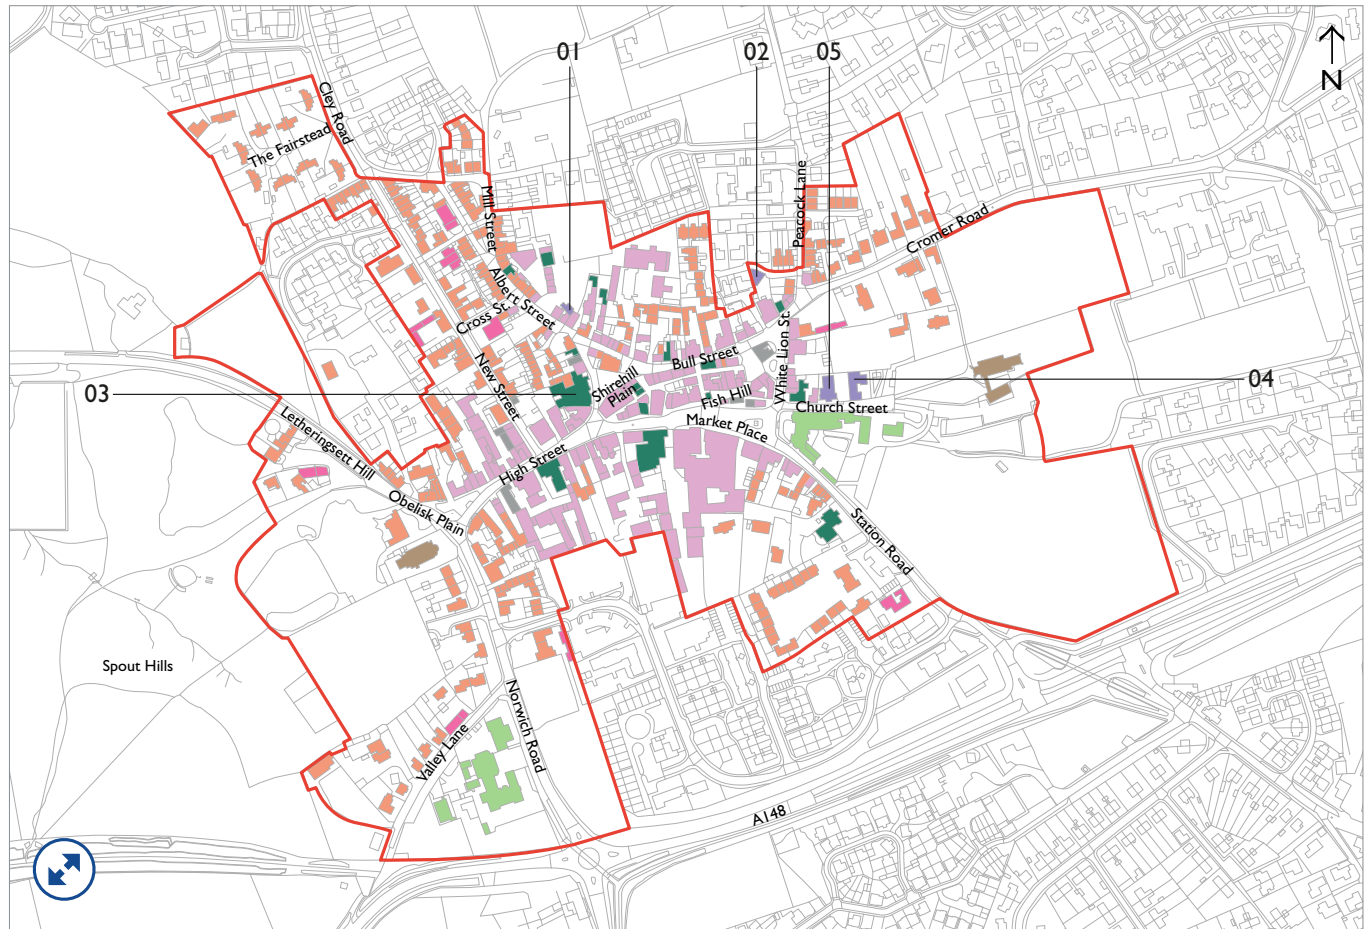 01
02
05
N
Cley Road
The Fairstead
Peacock Lane
Mill Street
Cromer Road
Albert Street
Cross St.
White Lion St.
Bull Street
New Street
Shirehill
Plain
Fish Hill
03
04
Church Street
Market Place
Letheringsett Hill
High Street
Obelisk Plain
Station Road
Spout Hills
Norwich Road
Valley Lane
A148